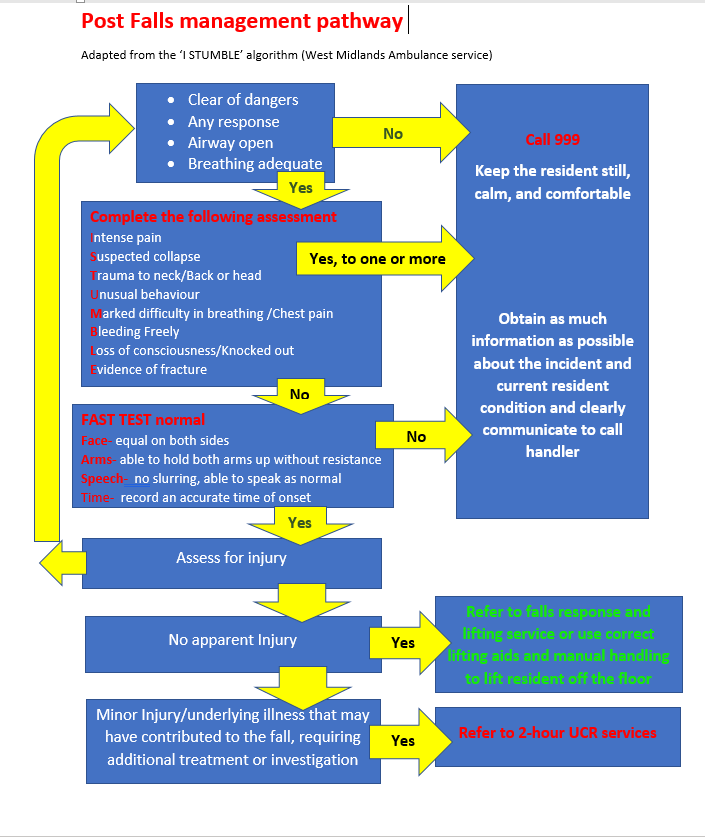 Post Falls management pathway
Adapted from the ‘I STUMBLE’ algorithm (West Midlands Ambulance service)
• Clear of dangers
• Any response
• Airway open
• Breathing adequate
No
Call 999
Keep the resident still,
calm, and comfortable
Yes
Complete the following assessment
Intense pain
Suspected collapse
Trauma to neck/Back or head
Unusual behaviour
Marked difficulty in breathing /Chest pain
Bleeding Freely
Loss of consciousness/Knocked out
Evidence of fracture
Yes, to one or more
Obtain as much
information as possible
about the incident and
current resident
condition and clearly
communicate to call
handler
No
FAST TEST normal
Face- equal on both sides
Arms- able to hold both arms up without resistance
Speech- no slurring, able to speak as normal
Time- record an accurate time of onset
No
Yes
Assess for injury
No apparent Injury
Yes
Refer to falls response and
lifting service or use correct
lifting aids and manual handling
to lift resident off the floor
Minor Injury/underlying illness that may
have contributed to the fall, requiring
additional treatment or investigation
Yes
Refer to 2-hour UCR services